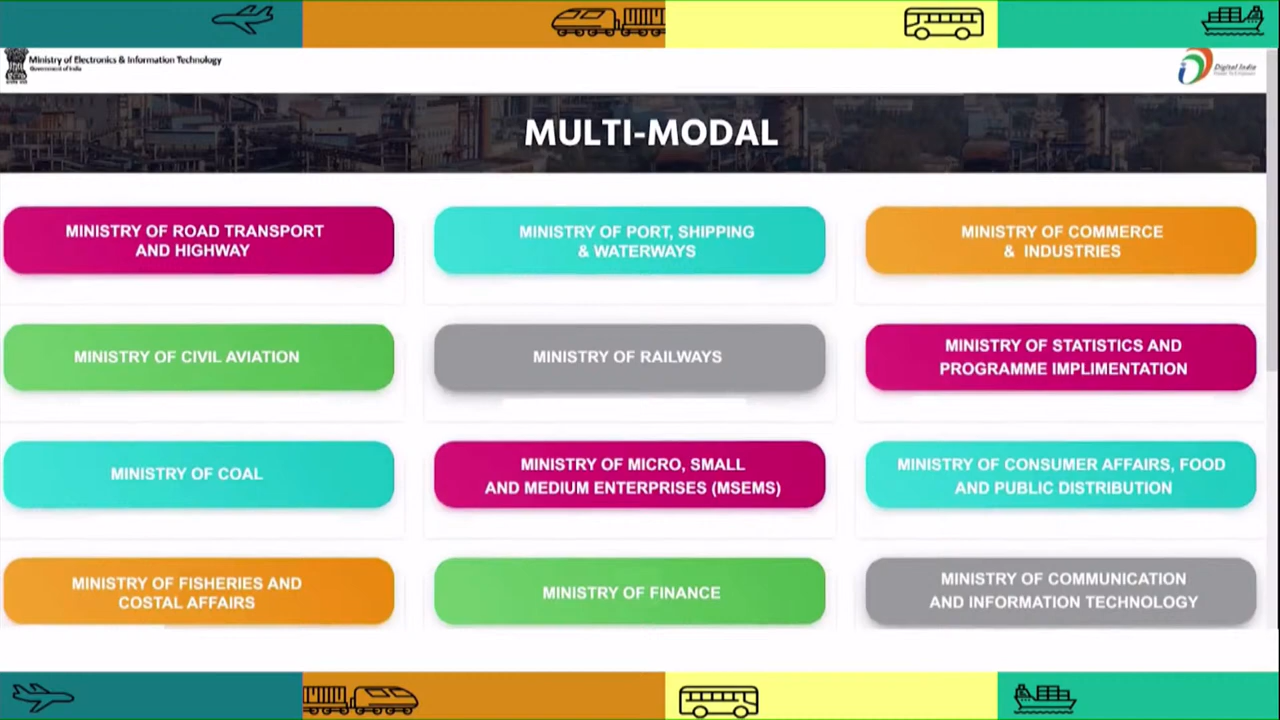 Ministry of Electronics & Information Technology
Government of India
Digital India
MULTI-MODAL
MINISTRY OF ROAD TRANSPORT
AND HIGHWAY
MINISTRY OF PORT, SHIPPING
& WATERWAYS
MINISTRY OF COMMERCE
& INDUSTRIES
MINISTRY OF CIVIL AVIATION
MINISTRY OF RAILWAYS
MINISTRY OF STATISTICS AND
PROGRAMME IMPLIMENTATION
MINISTRY OF COAL
MINISTRY OF MICRO, SMALL
AND MEDIUM ENTERPRISES (MSEMS)
MINISTRY OF CONSUMER AFFAIRS, FOOD
AND PUBLIC DISTRIBUTION
MINISTRY OF FISHERIES AND
COSTAL AFFAIRS
MINISTRY OF FINANCE
MINISTRY OF COMMUNICATION
AND INFORMATION TECHNOLOGY